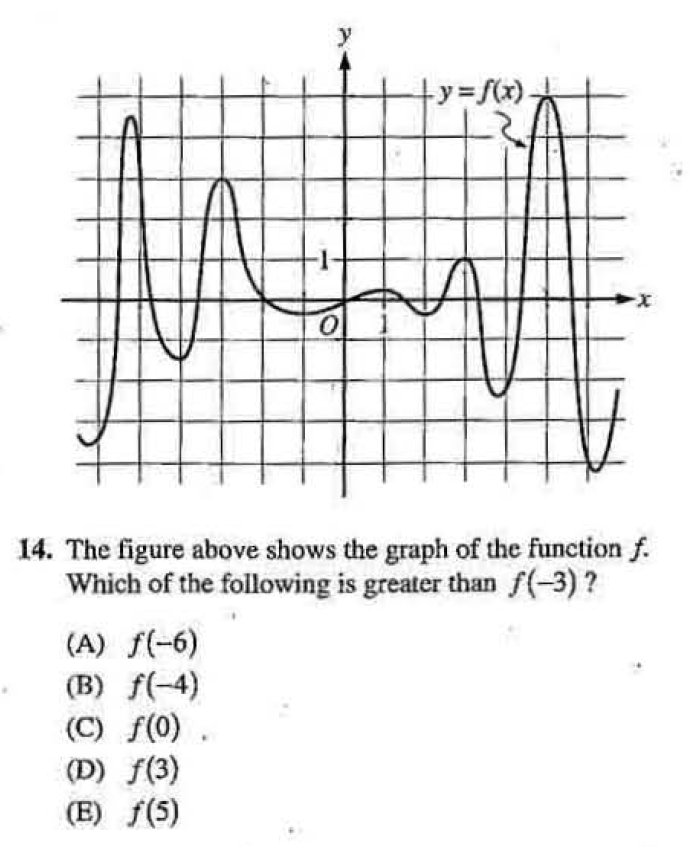 y
y = f(x)
1
x
O
1
14. The figure above shows the graph of the function f.
Which of the following is greater than f(−3) ?
(A) f(−6)
(B) f(−4)
(C) f(0)
(D) f(3)
(E) f(5)